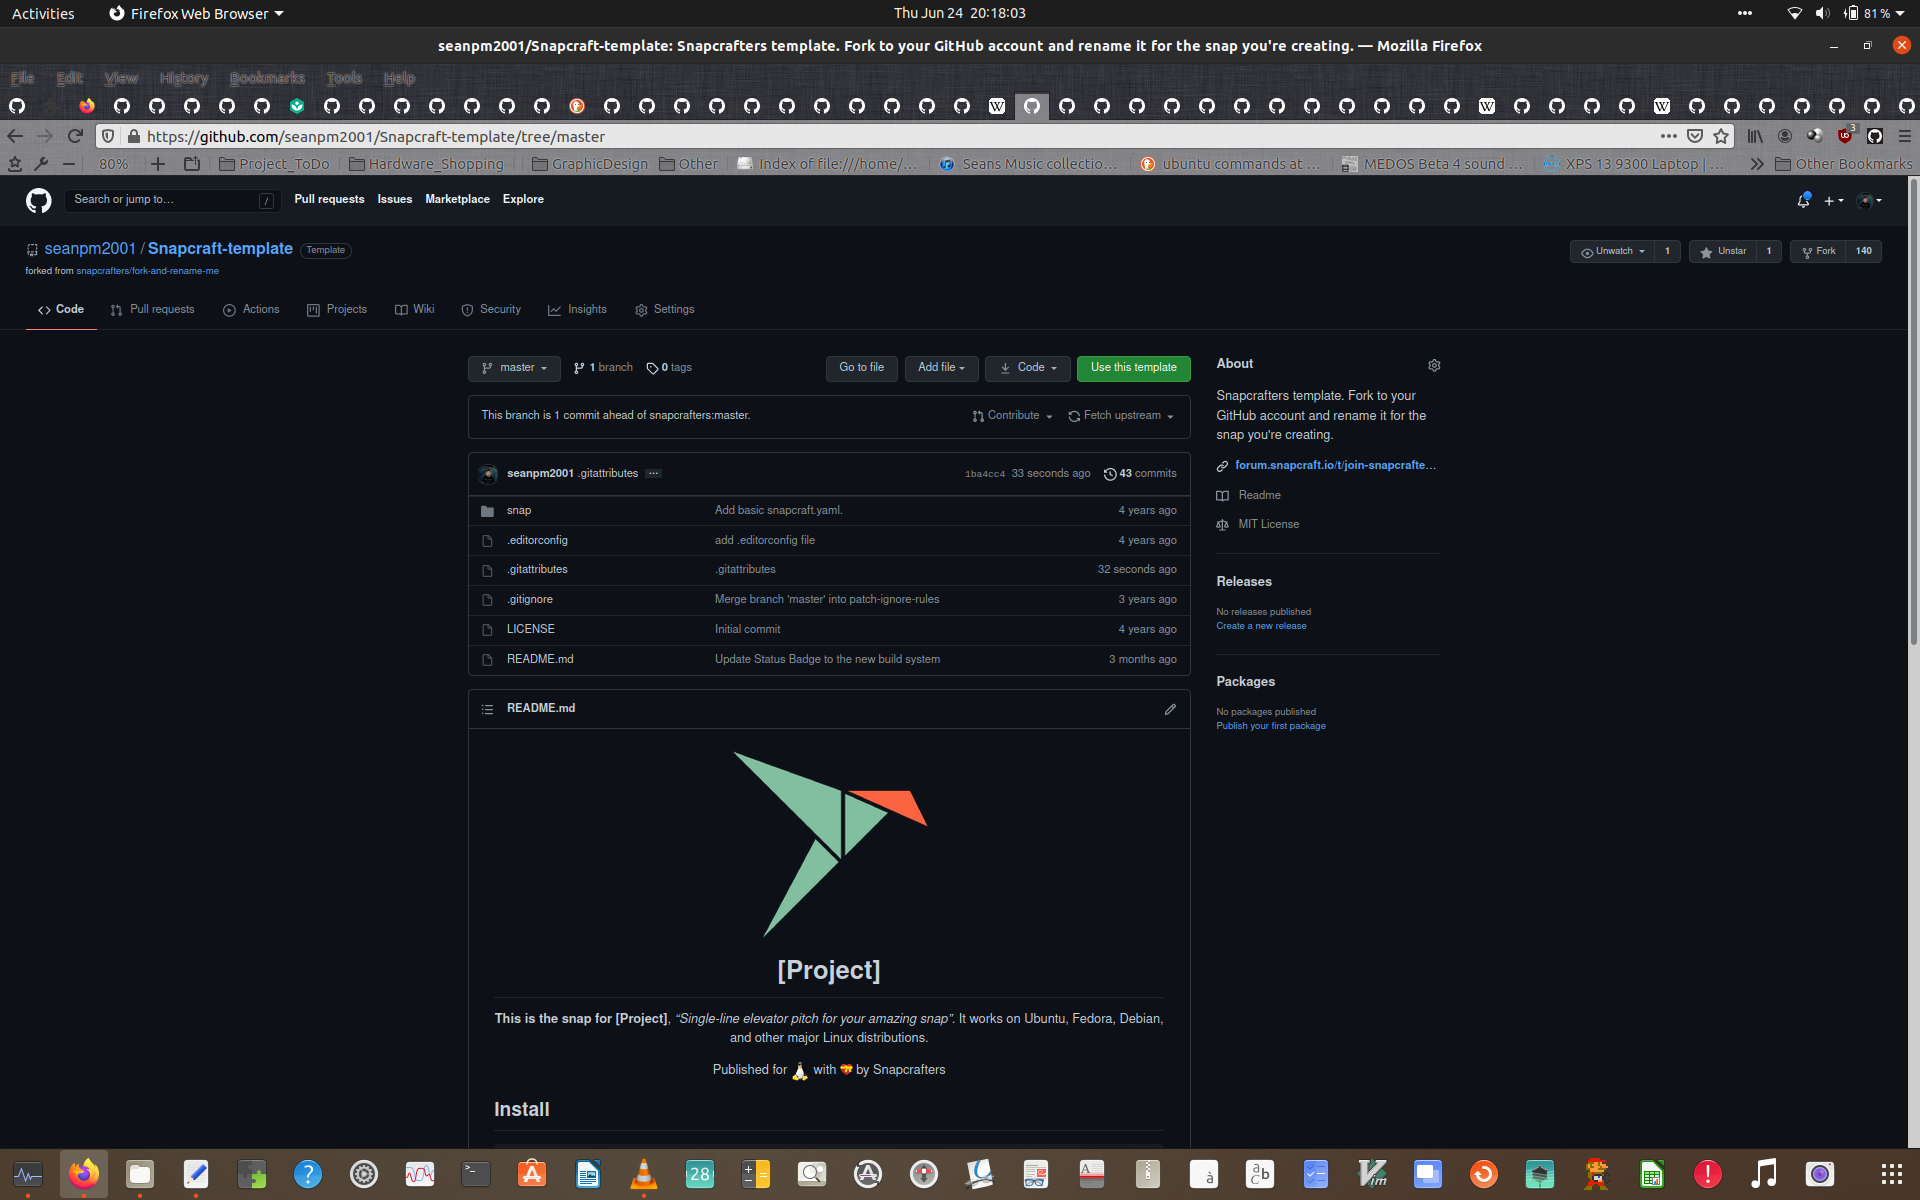 Activities
Firefox Web Browser
Thu Jun 24 20:18:03
81 %
seanpm2001/Snapcraft-template: Snapcrafters template. Fork to your GitHub account and rename it for the snap you're creating. — Mozilla Firefox
File Edit View History Bookmarks Tools Help
https://github.com/seanpm2001/Snapcraft-template/tree/master
3
80%
Project_ToDo
Hardware_Shopping
GraphicDesign
Other
Index of file:///home/…
Seans Music collectio…
ubuntu commands at …
MEDOS Beta 4 sound …
XPS 13 9300 Laptop | …
Other Bookmarks
Search or jump to…
/
Pull requests Issues Marketplace Explore
seanpm2001 / Snapcraft-template Template
forked from snapcrafters/fork-and-rename-me
Unwatch 1
Unstar 1
Fork 140
Code
Pull requests
Actions
Projects
Wiki
Security
Insights
Settings
master
1 branch
0 tags
Go to file
Add file
Code
Use this template
This branch is 1 commit ahead of snapcrafters:master.
Contribute
Fetch upstream
seanpm2001 .gitattributes
1ba4cc4 33 seconds ago
43 commits
snap Add basic snapcraft.yaml. 4 years ago
.editorconfig add .editorconfig file 4 years ago
.gitattributes .gitattributes 32 seconds ago
.gitignore Merge branch 'master' into patch-ignore-rules 3 years ago
LICENSE Initial commit 4 years ago
README.md Update Status Badge to the new build system 3 months ago
README.md
[Project]
This is the snap for [Project], “Single-line elevator pitch for your amazing snap”. It works on Ubuntu, Fedora, Debian,
and other major Linux distributions.
Published for with by Snapcrafters
Install
About
Snapcrafters template. Fork to your
GitHub account and rename it for the
snap you're creating.
forum.snapcraft.io/t/join-snapcrafte…
Readme
MIT License
Releases
No releases published
Create a new release
Packages
No packages published
Publish your first package
28